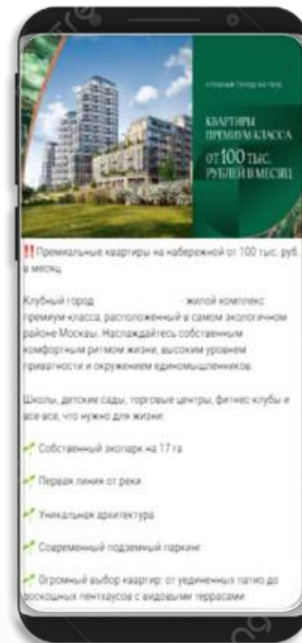 КЛУБНЫЙ ГОРОД НА РЕКЕ
КВАРТИРЫ
ПРЕМИУМ-КЛАССА
ОТ 100 ТЫС.
РУБЛЕЙ В МЕСЯЦ
‼️Премиальные квартиры на набережной от 100 тыс. руб.
в месяц.
Клубный город - жилой комплекс
премиум-класса, расположенный в самом экологичном
районе Москвы. Наслаждайтесь собственным
комфортным ритмом жизни, высоким уровнем
приватности и окружением единомышленников.
Школы, детские сады, торговые центры, фитнес-клубы и
все-все, что нужно для жизни:
Собственный экопарк на 17 га
Первая линия от реки
Уникальная архитектура
Современный подземный паркинг
Огромный выбор квартир: от уединенных патио до
роскошных пентхаусов с видовыми террасами